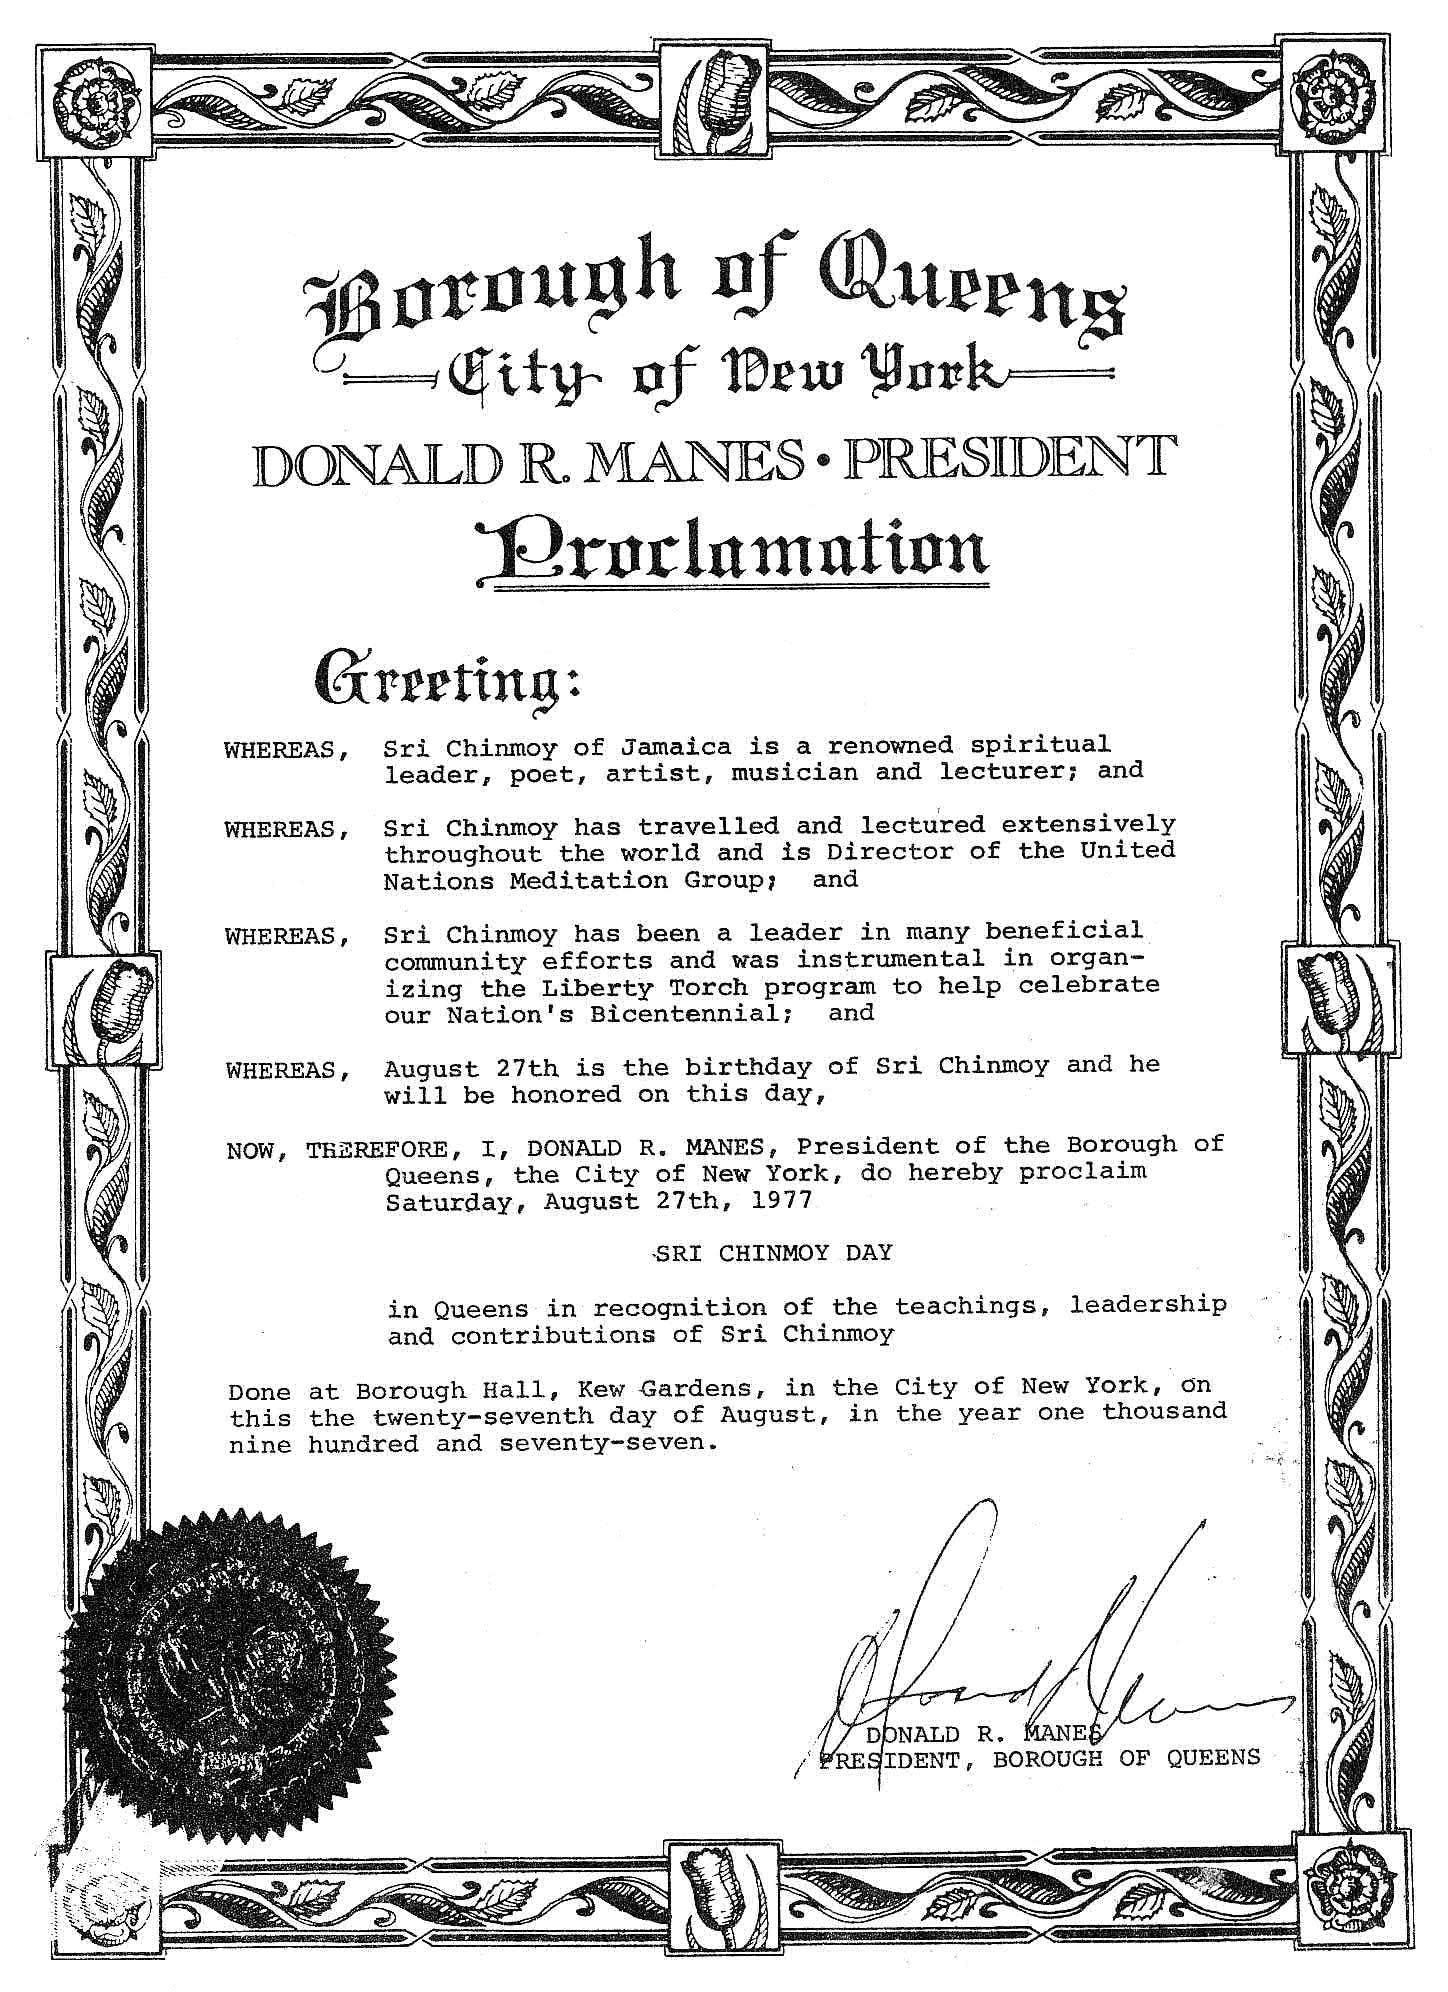 Borough of Queens
City of New York
DONALD R. MANES • PRESIDENT
Proclamation
Greeting:
WHEREAS, Sri Chinmoy of Jamaica is a renowned spiritual
leader, poet, artist, musician and lecturer; and
WHEREAS, Sri Chinmoy has travelled and lectured extensively
throughout the world and is Director of the United
Nations Meditation Group; and
WHEREAS, Sri Chinmoy has been a leader in many beneficial
community efforts and was instrumental in organ-
izing the Liberty Torch program to help celebrate
our Nation's Bicentennial; and
WHEREAS, August 27th is the birthday of Sri Chinmoy and he
will be honored on this day,
NOW, THEREFORE, I, DONALD R. MANES, President of the Borough of
Queens, the City of New York, do hereby proclaim
Saturday, August 27th, 1977
SRI CHINMOY DAY
in Queens in recognition of the teachings, leadership
and contributions of Sri Chinmoy
Done at Borough Hall, Kew Gardens, in the City of New York, on
this the twenty-seventh day of August, in the year one thousand
nine hundred and seventy-seven.
Donald Manes
DONALD R. MANES
PRESIDENT, BOROUGH OF QUEENS